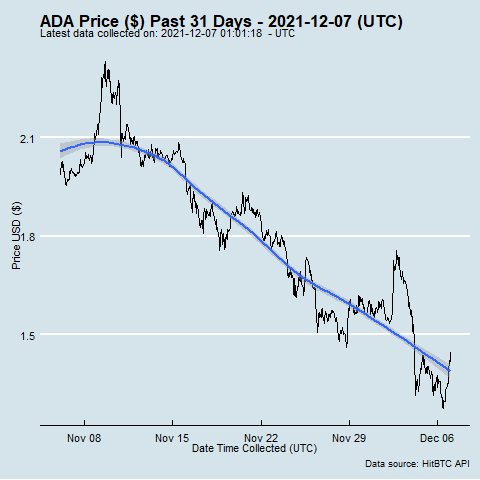 ADA Price ($) Past 31 Days - 2021-12-07 (UTC)
Latest data collected on: 2021-12-07 01:01:18 - UTC
Price USD ($)
2.1
1.8
1.5
Nov 08 Nov 15 Nov 22 Nov 29 Dec 06
Date Time Collected (UTC)
Data source: HitBTC API